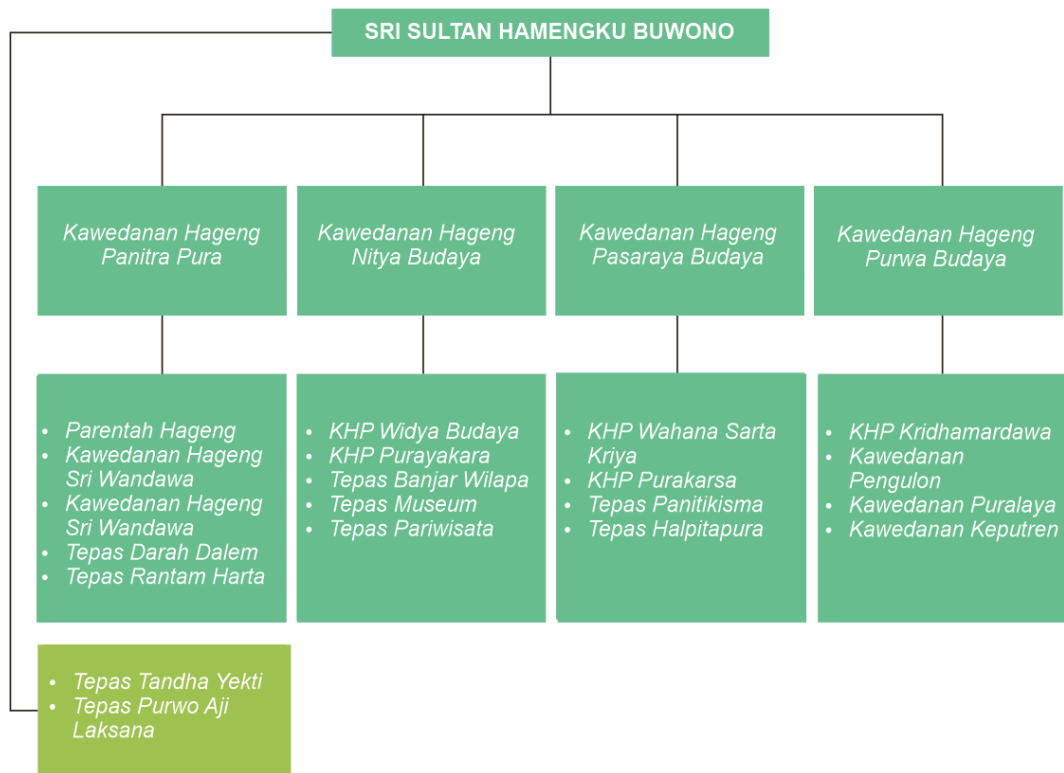 SRI SULTAN HAMENGKU BUWONO
Kawedanan Hageng
Panitra Pura
Kawedanan Hageng
Nitya Budaya
Kawedanan Hageng
Pasaraya Budaya
Kawedanan Hageng
Purwa Budaya
• Parentah Hageng
• Kawedanan Hageng
Sri Wandawa
• Kawedanan Hageng
Sri Wandawa
• Tepas Darah Dalem
• Tepas Rantam Harta
• KHP Widya Budaya
• KHP Purayakara
• Tepas Banjar Wilapa
• Tepas Museum
• Tepas Pariwisata
• KHP Wahana Sarta
Kriya
• KHP Purakarsa
• Tepas Panitikisma
• Tepas Halpitapura
• KHP Kridhamardawa
• Kawedanan
Pengulon
• Kawedanan Puralaya
• Kawedanan Keputren
• Tepas Tandha Yekti
• Tepas Purwo Aji
Laksana